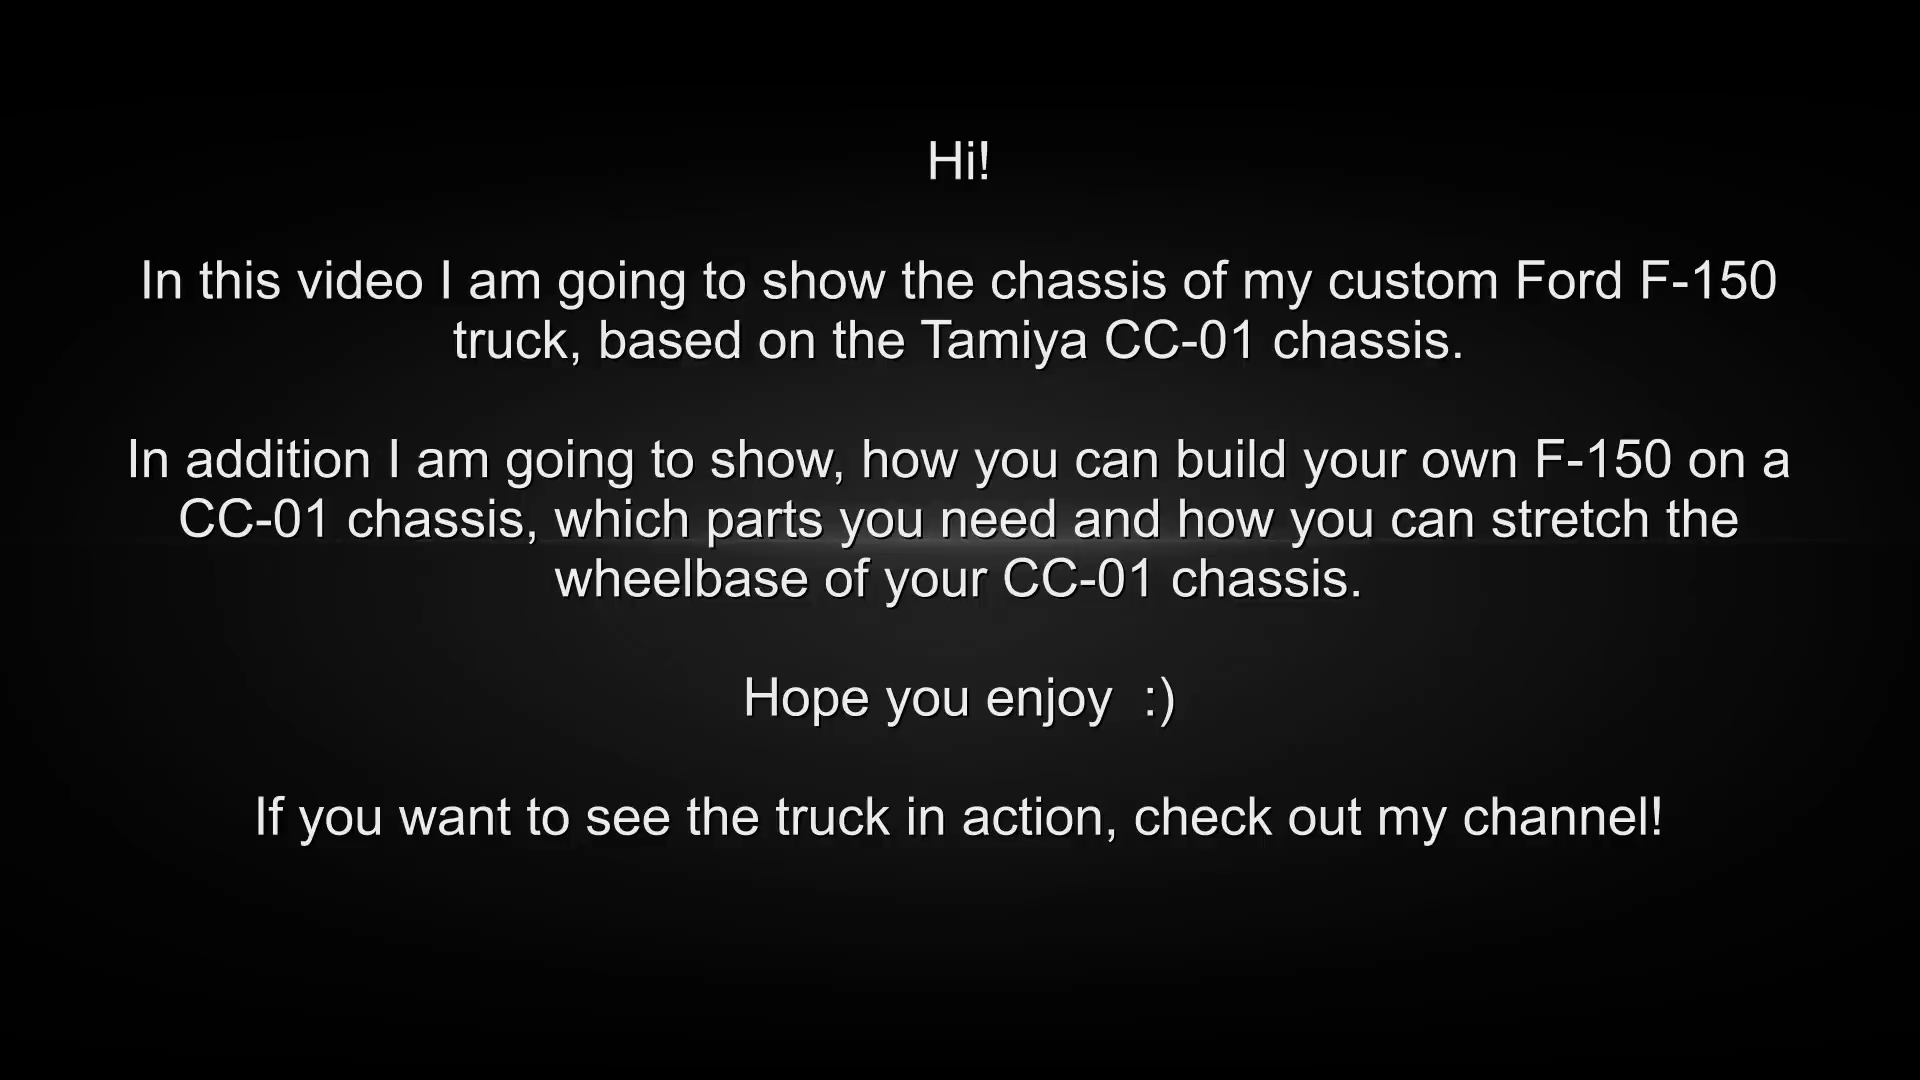 Hi!
In this video I am going to show the chassis of my custom Ford F-150
truck, based on the Tamiya CC-01 chassis.
In addition I am going to show, how you can build your own F-150 on a
CC-01 chassis, which parts you need and how you can stretch the
wheelbase of your CC-01 chassis.
Hope you enjoy  :)
If you want to see the truck in action, check out my channel!